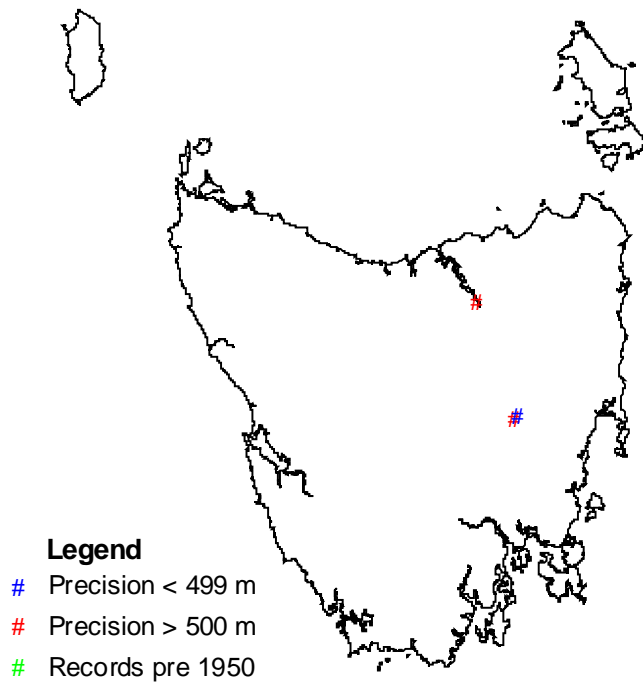 #
# #
Legend
# Precision < 499 m
# Precision > 500 m
# Records pre 1950